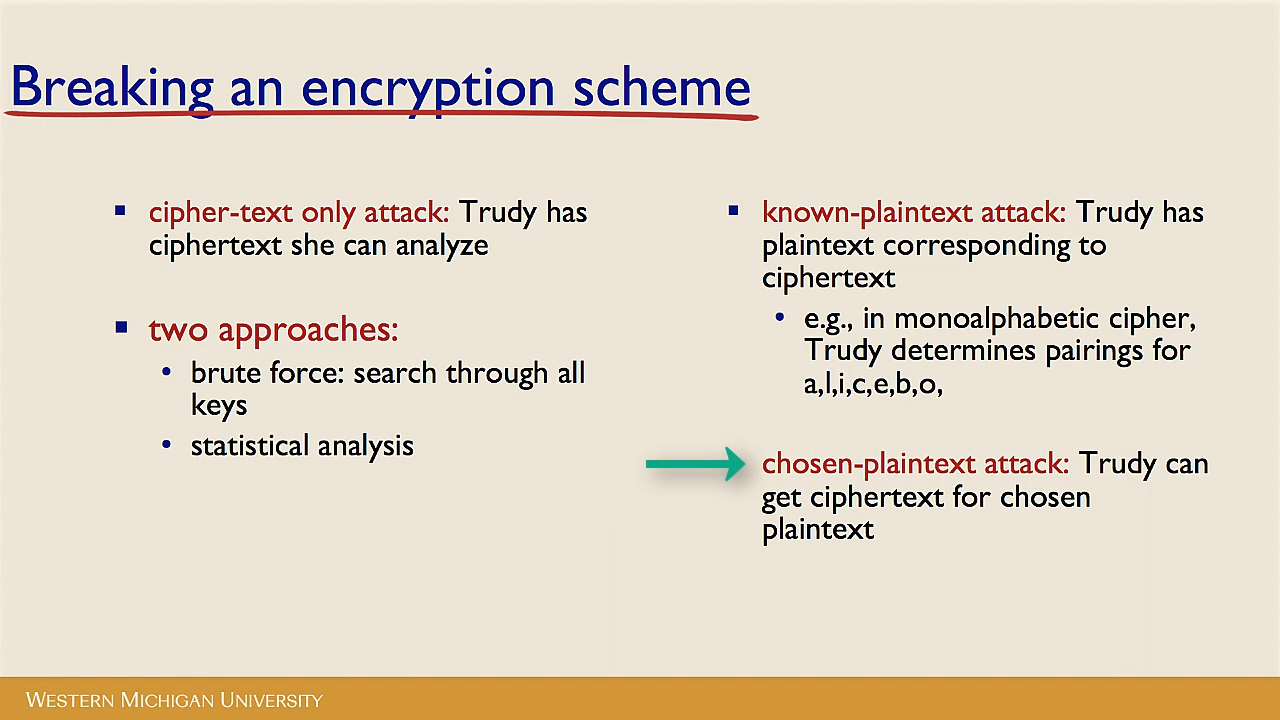 Breaking an encryption scheme
▪ cipher-text only attack: Trudy has
ciphertext she can analyze
▪ two approaches:
• brute force: search through all
keys
• statistical analysis
▪ known-plaintext attack: Trudy has
plaintext corresponding to
ciphertext
• e.g., in monoalphabetic cipher,
Trudy determines pairings for
a,l,i,c,e,b,o,
chosen-plaintext attack: Trudy can
get ciphertext for chosen
plaintext
WESTERN MICHIGAN UNIVERSITY